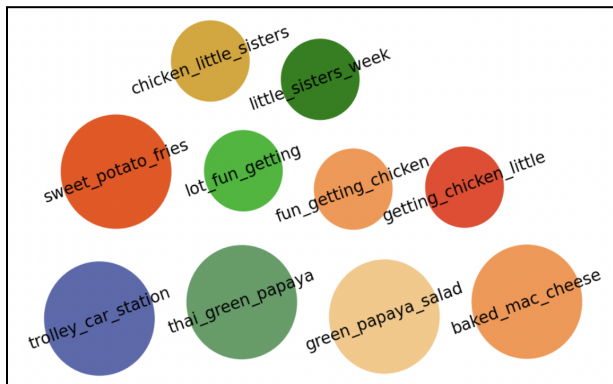 chicken_little_sisters
little_sisters_week
sweet_potato_fries
lot_fun_getting
fun_getting_chicken
getting_chicken_little
trolley_car_station
thai_green_papaya
green_papaya_salad
baked_mac_cheese